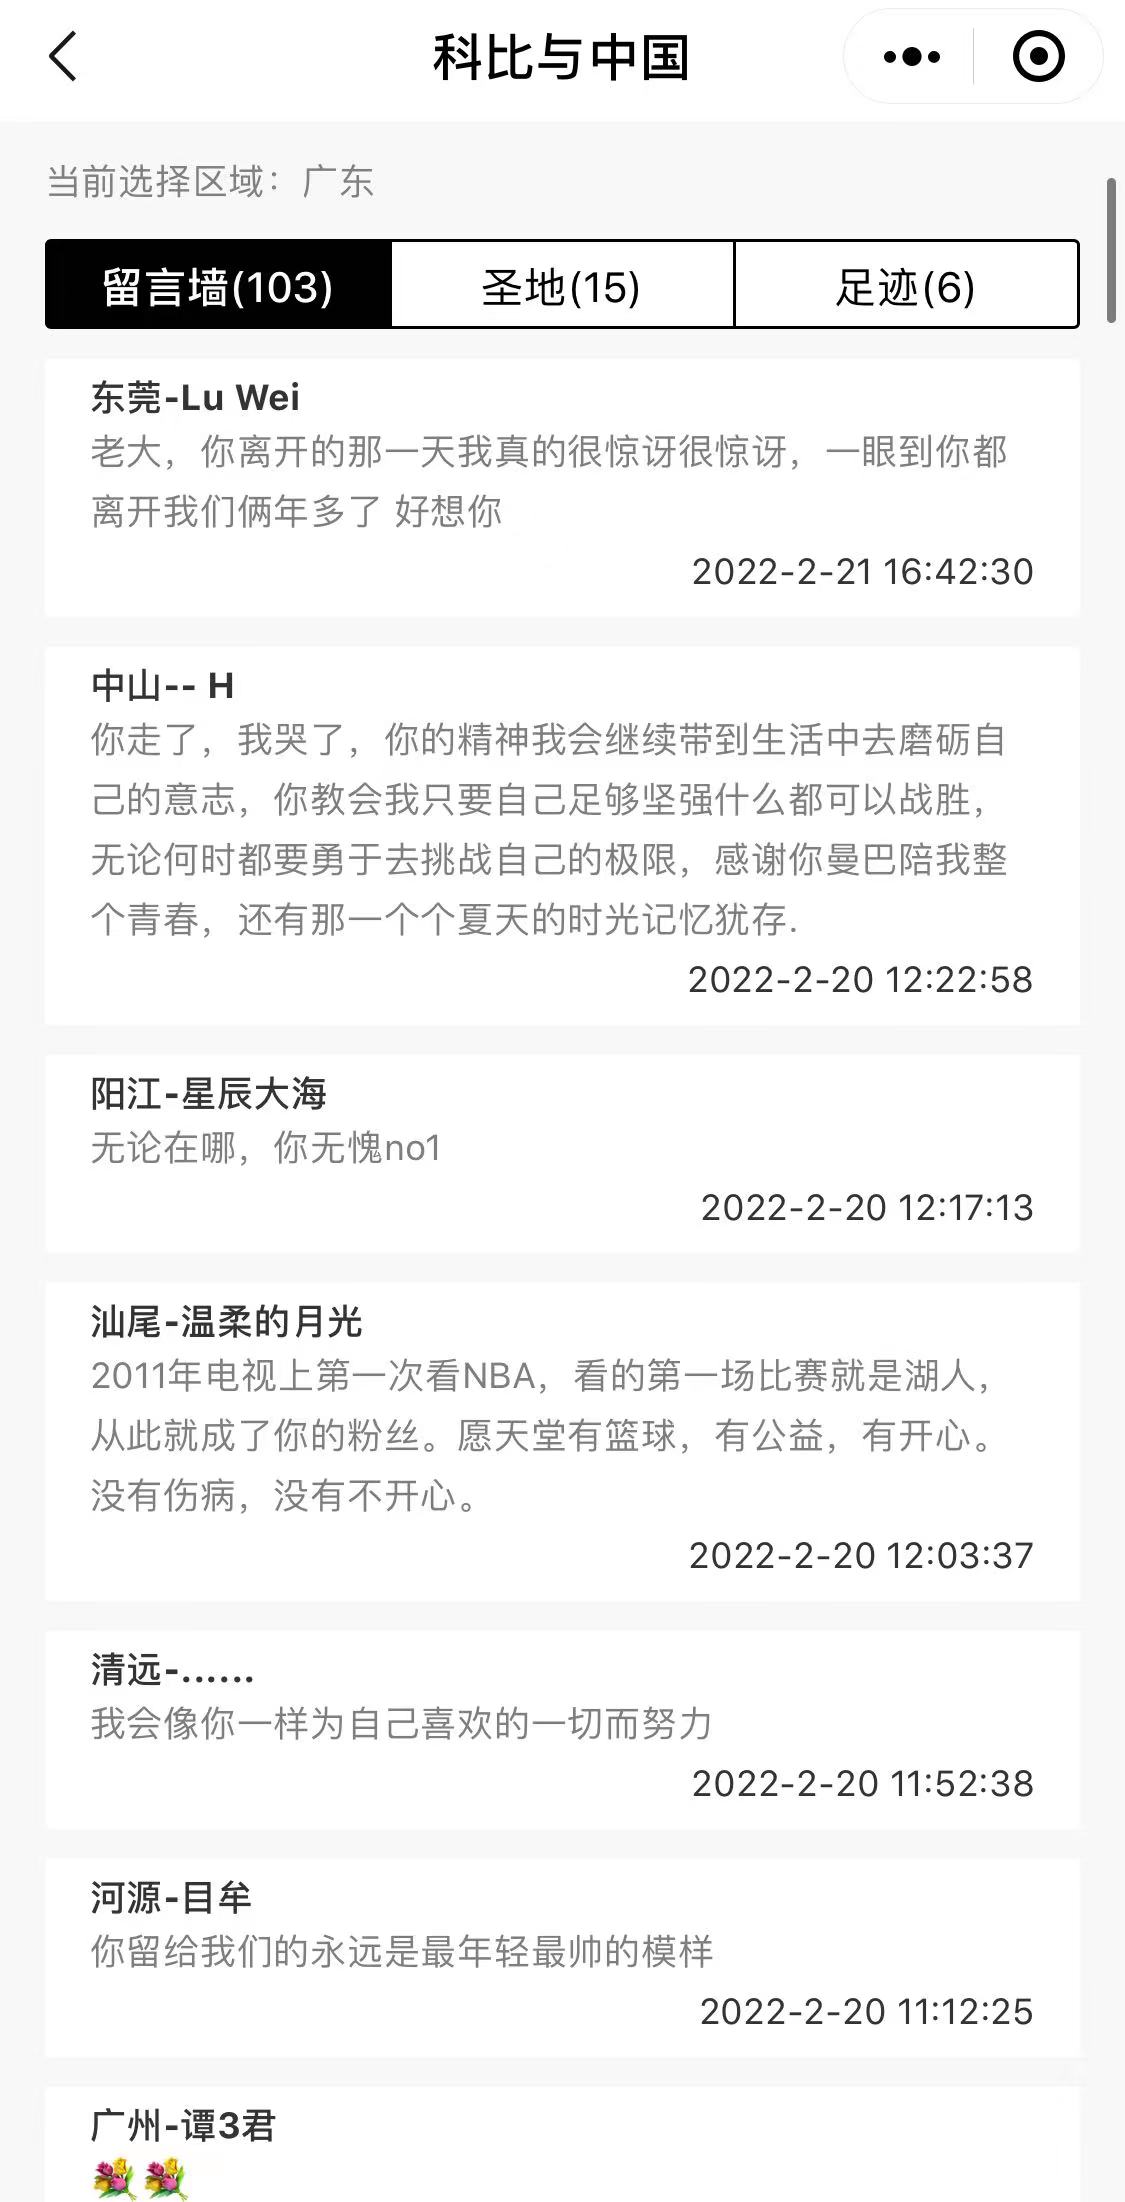 科比与中国
当前选择区域：广东
留言墙(103)
圣地(15)
足迹(6)
东莞-Lu Wei
老大，你离开的那一天我真的很惊讶很惊讶，一眼到你都
离开我们俩年多了 好想你
2022-2-21 16:42:30
中山-- H
你走了，我哭了，你的精神我会继续带到生活中去磨砺自
己的意志，你教会我只要自己足够坚强什么都可以战胜，
无论何时都要勇于去挑战自己的极限，感谢你曼巴陪我整
个青春，还有那一个个夏天的时光记忆犹存.
2022-2-20 12:22:58
阳江-星辰大海
无论在哪，你无愧no1
2022-2-20 12:17:13
汕尾-温柔的月光
2011年电视上第一次看NBA，看的第一场比赛就是湖人，
从此就成了你的粉丝。愿天堂有篮球，有公益，有开心。
没有伤病，没有不开心。
2022-2-20 12:03:37
清远-......
我会像你一样为自己喜欢的一切而努力
2022-2-20 11:52:38
河源-目牟
你留给我们的永远是最年轻最帅的模样
2022-2-20 11:12:25
广州-谭3君
💐💐